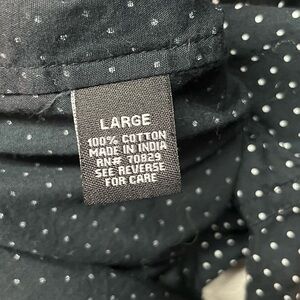 LARGE
100% COTTON
MADE IN INDIA
RN# 70829
SEE REVERSE
FOR CARE